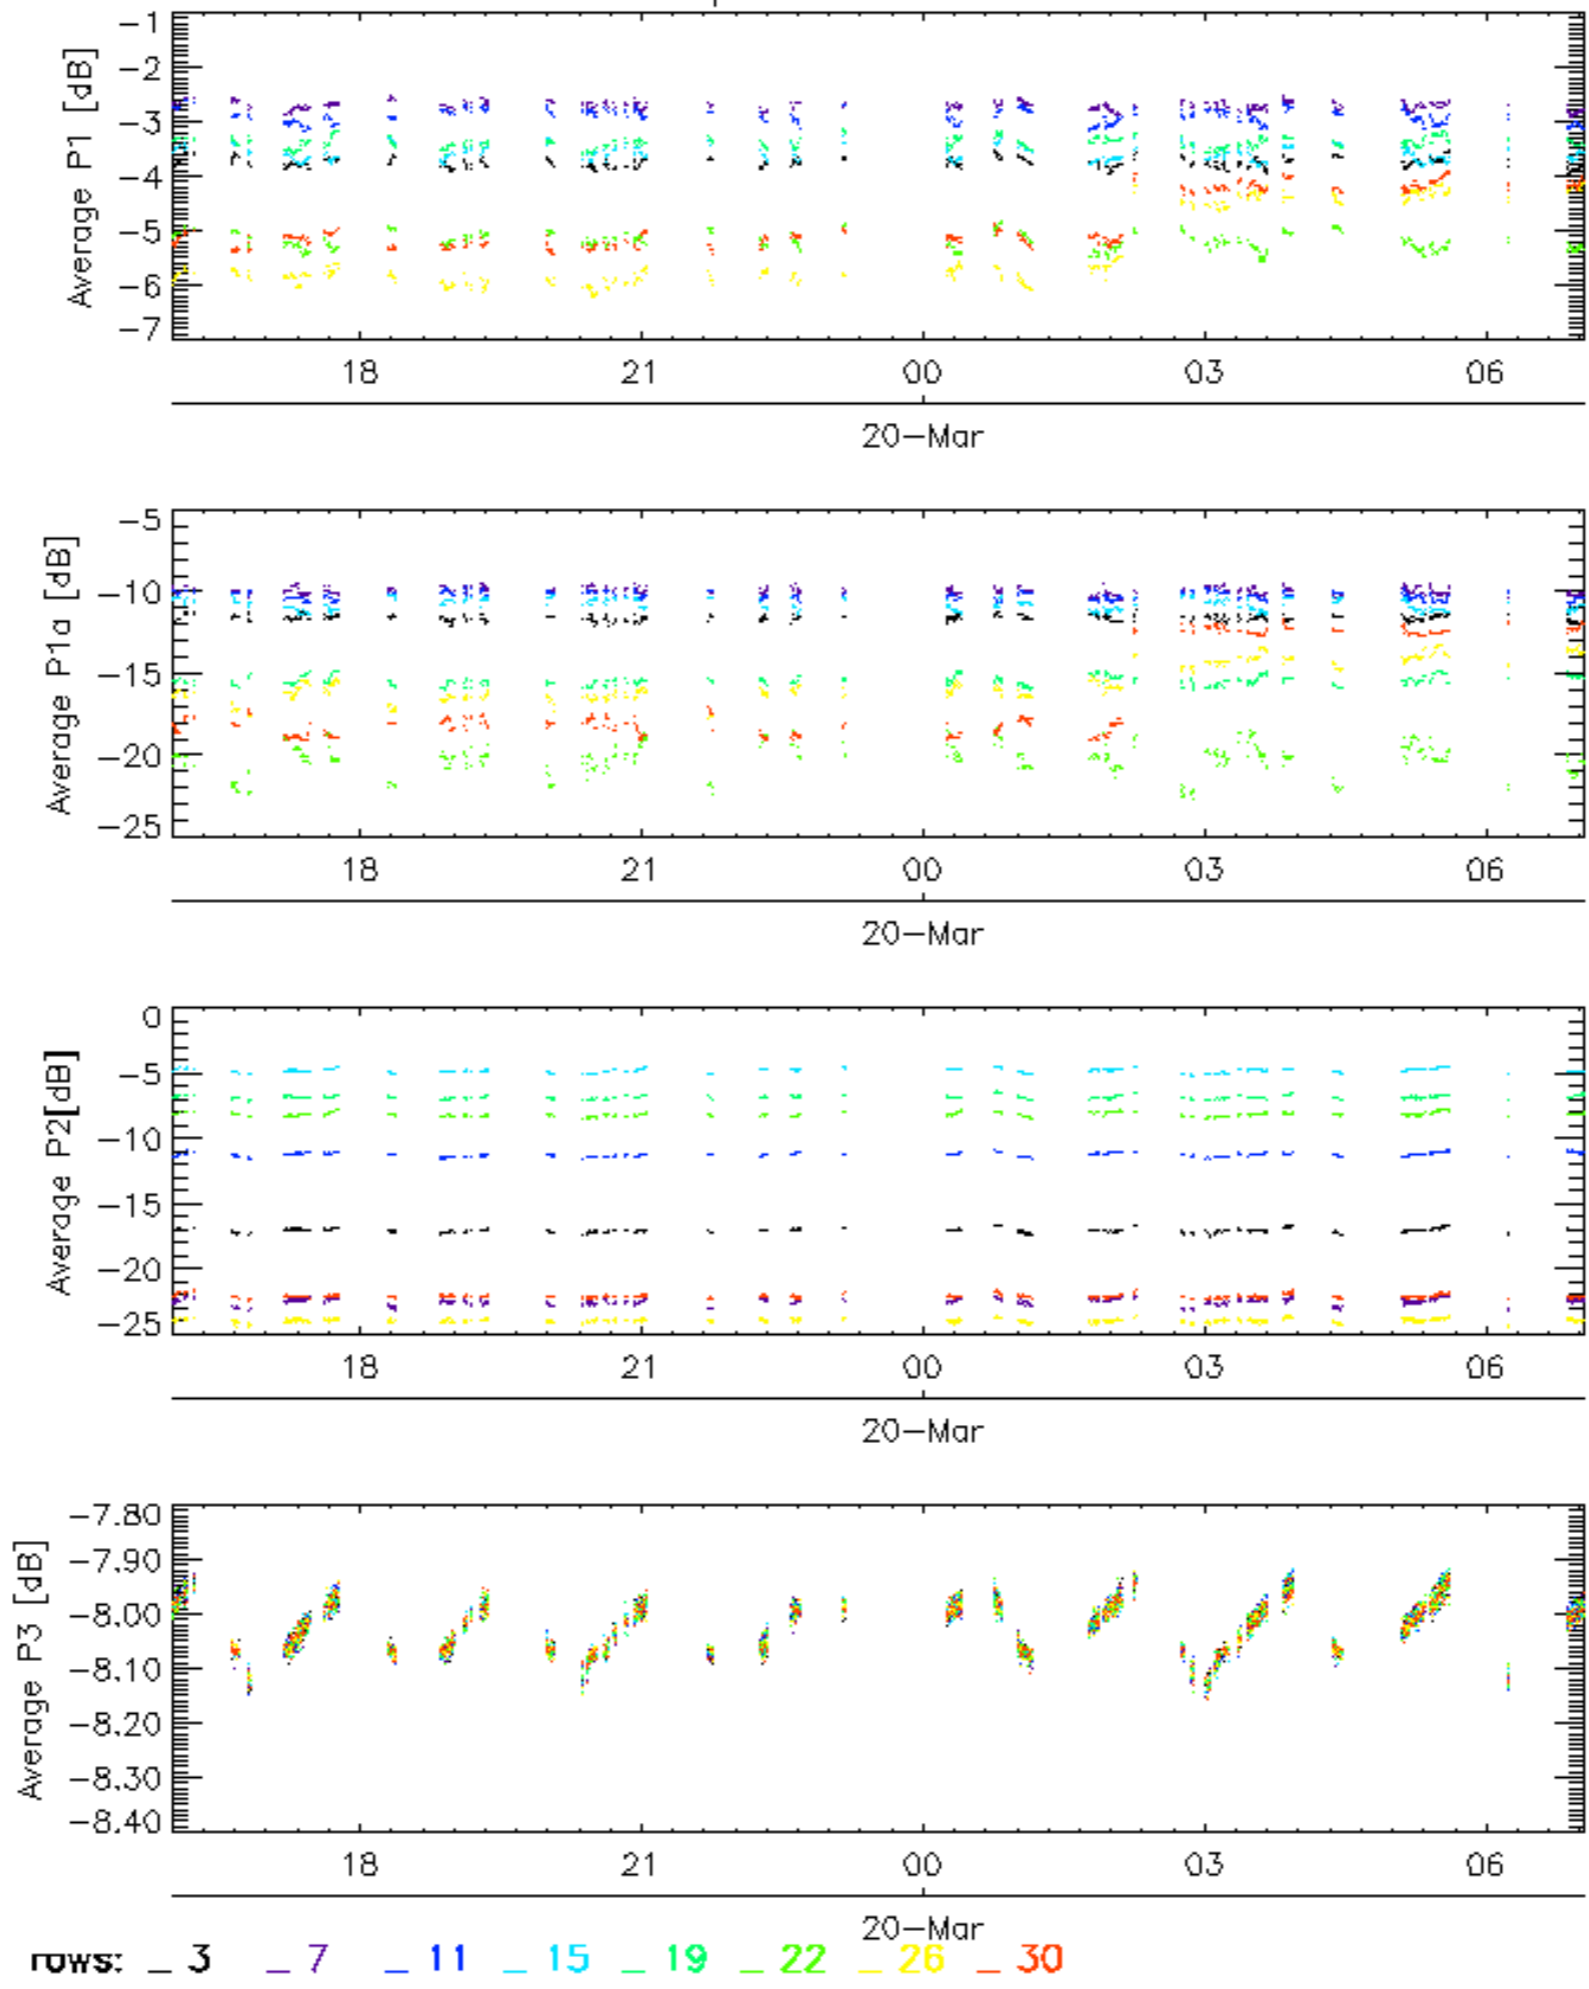 Average P1 [dB]
-1
-2
-3
-4
-5
-6
-7
18 21 00 03 06
20-Mar
Average P1a [dB]
-5
-10
-15
-20
-25
18 21 00 03 06
20-Mar
Average P2[dB]
0
-5
-10
-15
-20
-25
18 21 00 03 06
20-Mar
Average P3 [dB]
-7.80
-7.90
-8.00
-8.10
-8.20
-8.30
-8.40
18 21 00 03 06
20-Mar
rows: _ 3 _ 7 _ 11 _ 15 _ 19 _ 22 _ 26 _ 30